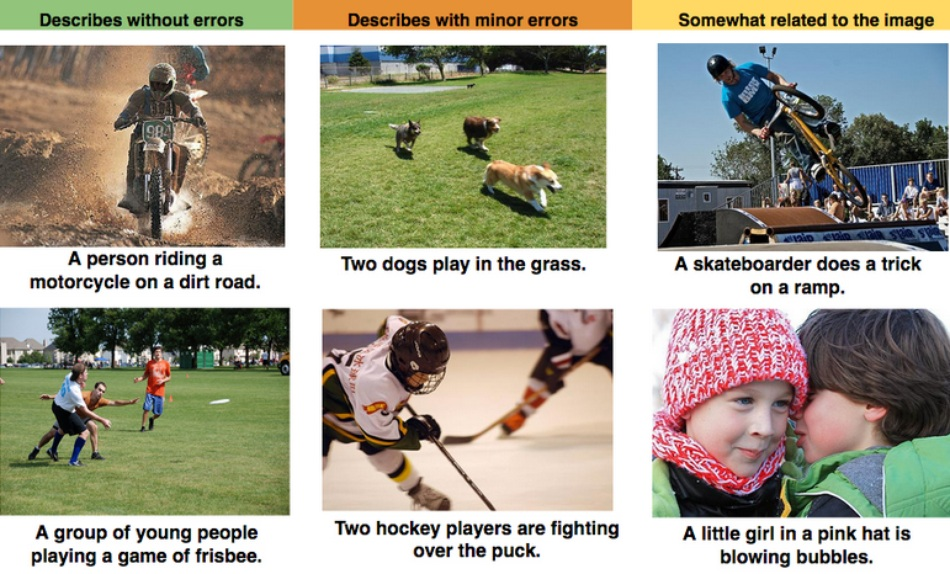 Describes without errors
Describes with minor errors
Somewhat related to the image
98
A person riding a
motorcycle on a dirt road.
Two dogs play in the grass.
A skateboarder does a trick
on a ramp.
A group of young people
playing a game of frisbee.
Two hockey players are fighting
over the puck.
A little girl in a pink hat is
blowing bubbles.